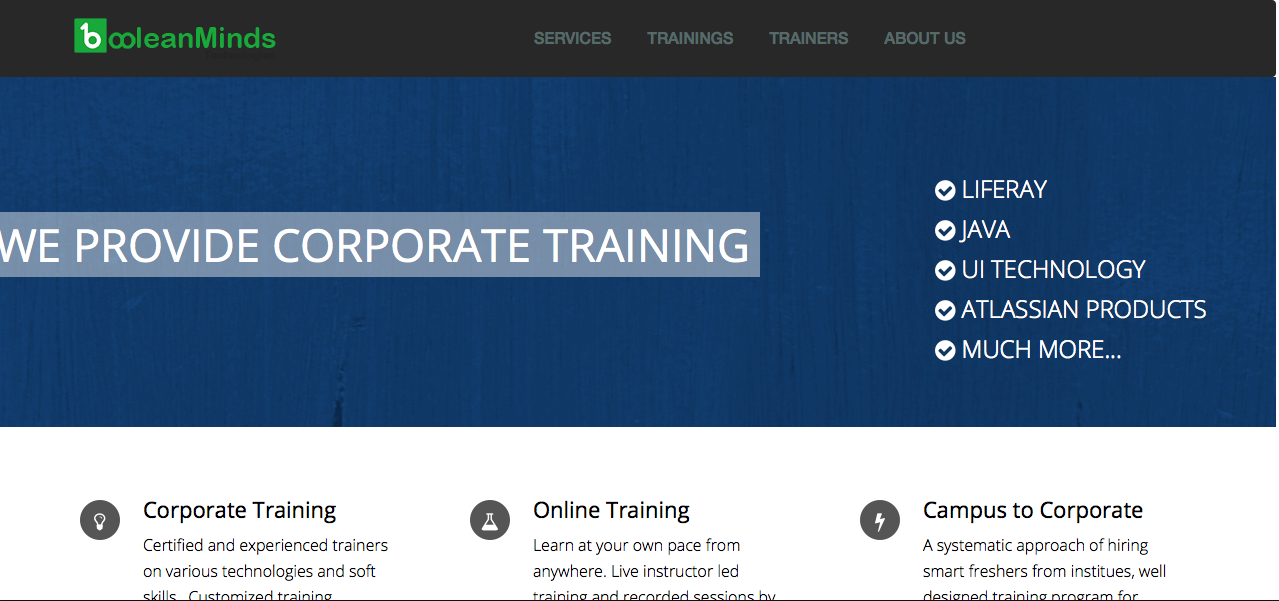 booleanMinds
SERVICES TRAININGS TRAINERS ABOUT US
WE PROVIDE CORPORATE TRAINING
LIFERAY
JAVA
UI TECHNOLOGY
ATLASSIAN PRODUCTS
MUCH MORE...
Corporate Training
Certified and experienced trainers
on various technologies and soft
skills. Customized training
Online Training
Learn at your own pace from
anywhere. Live instructor led
training and recorded sessions by
Campus to Corporate
A systematic approach of hiring
smart freshers from institues, well
designed training program for